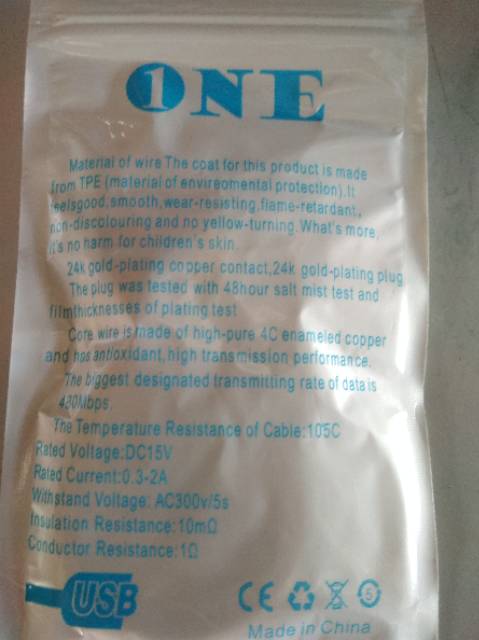 ONE
Material of wire The coat for this product is made
from TPE (material of envireomental protection).It
feelsgood,smooth,wear-resisting,flame-retardant,
non-discolouring and no yellow-turning. What's more,
it's no harm for children's skin.
24k gold-plating copper contact,24k gold-plating plug
The plug was tested with 48hour salt mist test and
filmthicknesses of plating test
Core wire is made of high-pure 4C enameled copper
and has antioxidant,high transmission performance.
The biggest designated transmitting rate of data is
480Mbps.
The Temperature Resistance of Cable:105C
Rated Voltage:DC15V
Rated Current:0.3-2A
Withstand Voltage: AC300v/5s
Insulation Resistance:10mΩ
Conductor Resistance:1Ω
USB
CE 5
Made in China